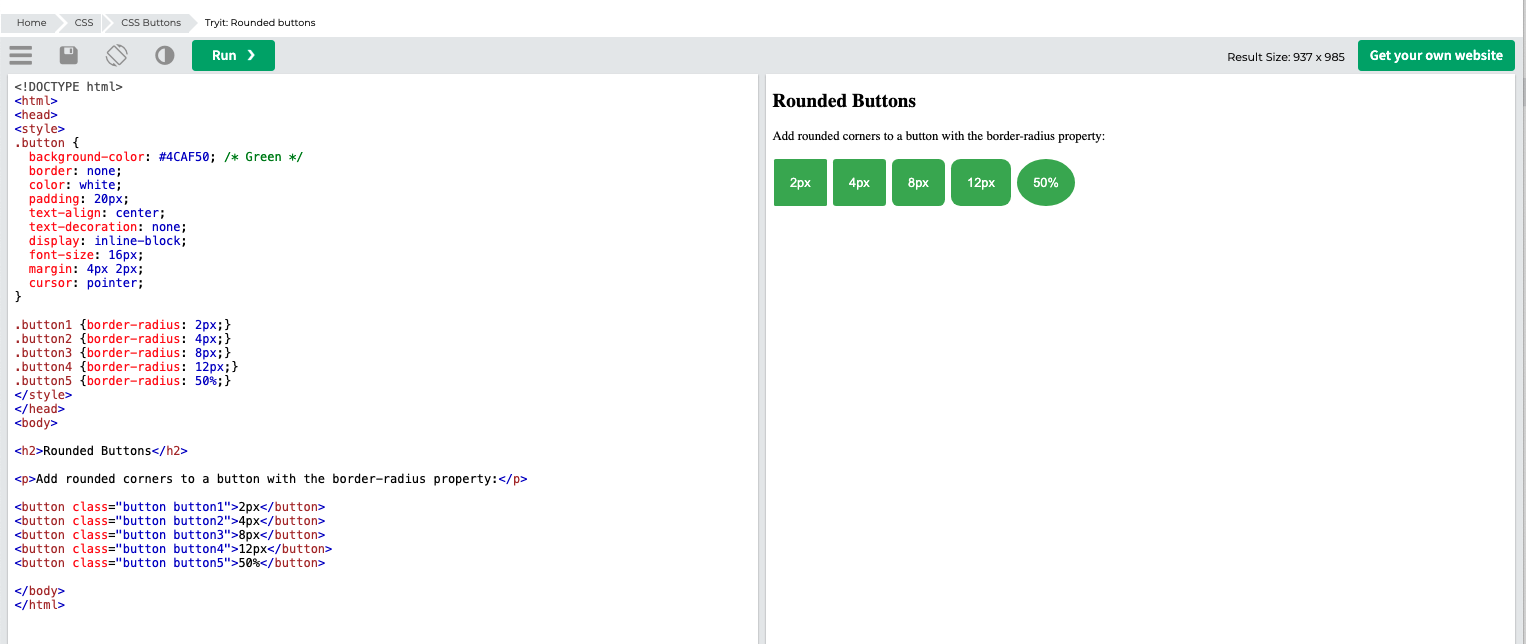 Home CSS CSS Buttons Tryit: Rounded buttons
Run ❯ Result Size: 937 x 985 Get your own website
<!DOCTYPE html>
<html>
<head>
<style>
.button {
  background-color: #4CAF50; /* Green */
  border: none;
  color: white;
  padding: 20px;
  text-align: center;
  text-decoration: none;
  display: inline-block;
  font-size: 16px;
  margin: 4px 2px;
  cursor: pointer;
}
.button1 {border-radius: 2px;}
.button2 {border-radius: 4px;}
.button3 {border-radius: 8px;}
.button4 {border-radius: 12px;}
.button5 {border-radius: 50%;}
</style>
</head>
<body>
<h2>Rounded Buttons</h2>
<p>Add rounded corners to a button with the border-radius property:</p>
<button class="button button1">2px</button>
<button class="button button2">4px</button>
<button class="button button3">8px</button>
<button class="button button4">12px</button>
<button class="button button5">50%</button>
</body>
</html>
Rounded Buttons
Add rounded corners to a button with the border-radius property:
2px 4px 8px 12px 50%